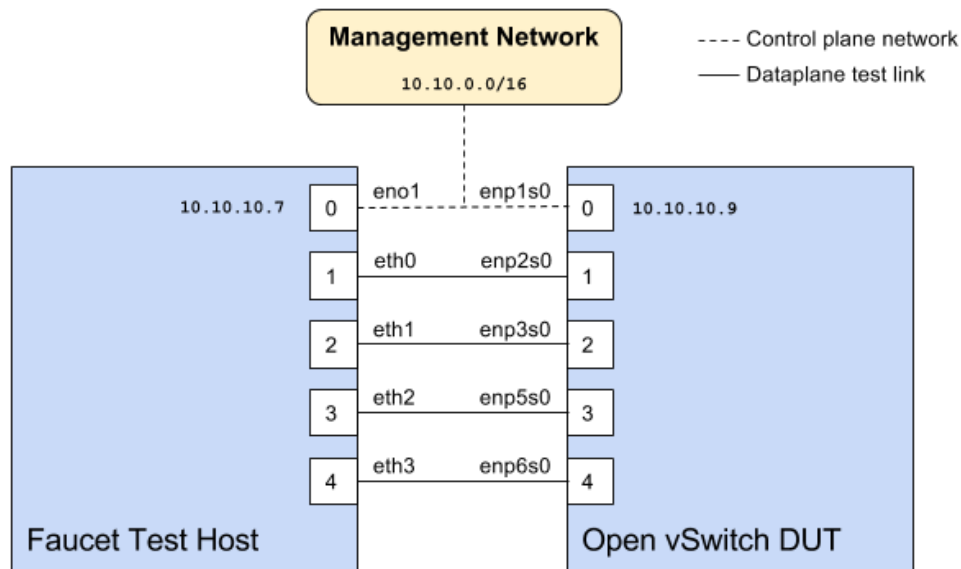 Management Network
10.10.0.0/16
Control plane network
Dataplane test link
10.10.10.7 0 eno1 enp1s0 0 10.10.10.9
1 eth0 enp2s0 1
2 eth1 enp3s0 2
3 eth2 enp5s0 3
4 eth3 enp6s0 4
Faucet Test Host
Open vSwitch DUT